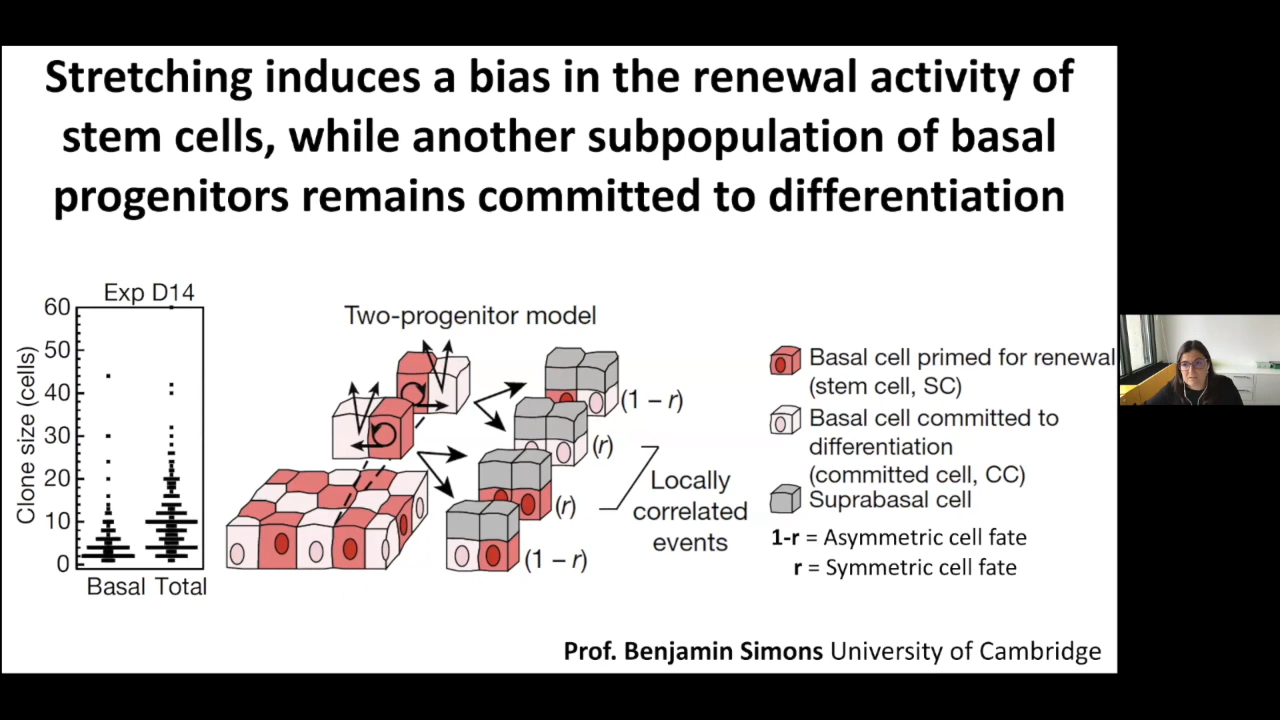 Stretching induces a bias in the renewal activity of
stem cells, while another subpopulation of basal
progenitors remains committed to differentiation
Exp D14
60
50
40
30
20
10
0
Clone size (cells)
Basal Total
Two-progenitor model
(1 – r)
(r)
(r)
(1 – r)
Locally
correlated
events
Basal cell primed for renewal
(stem cell, SC)
Basal cell committed to
differentiation
(committed cell, CC)
Suprabasal cell
1-r = Asymmetric cell fate
r = Symmetric cell fate
Prof. Benjamin Simons University of Cambridge